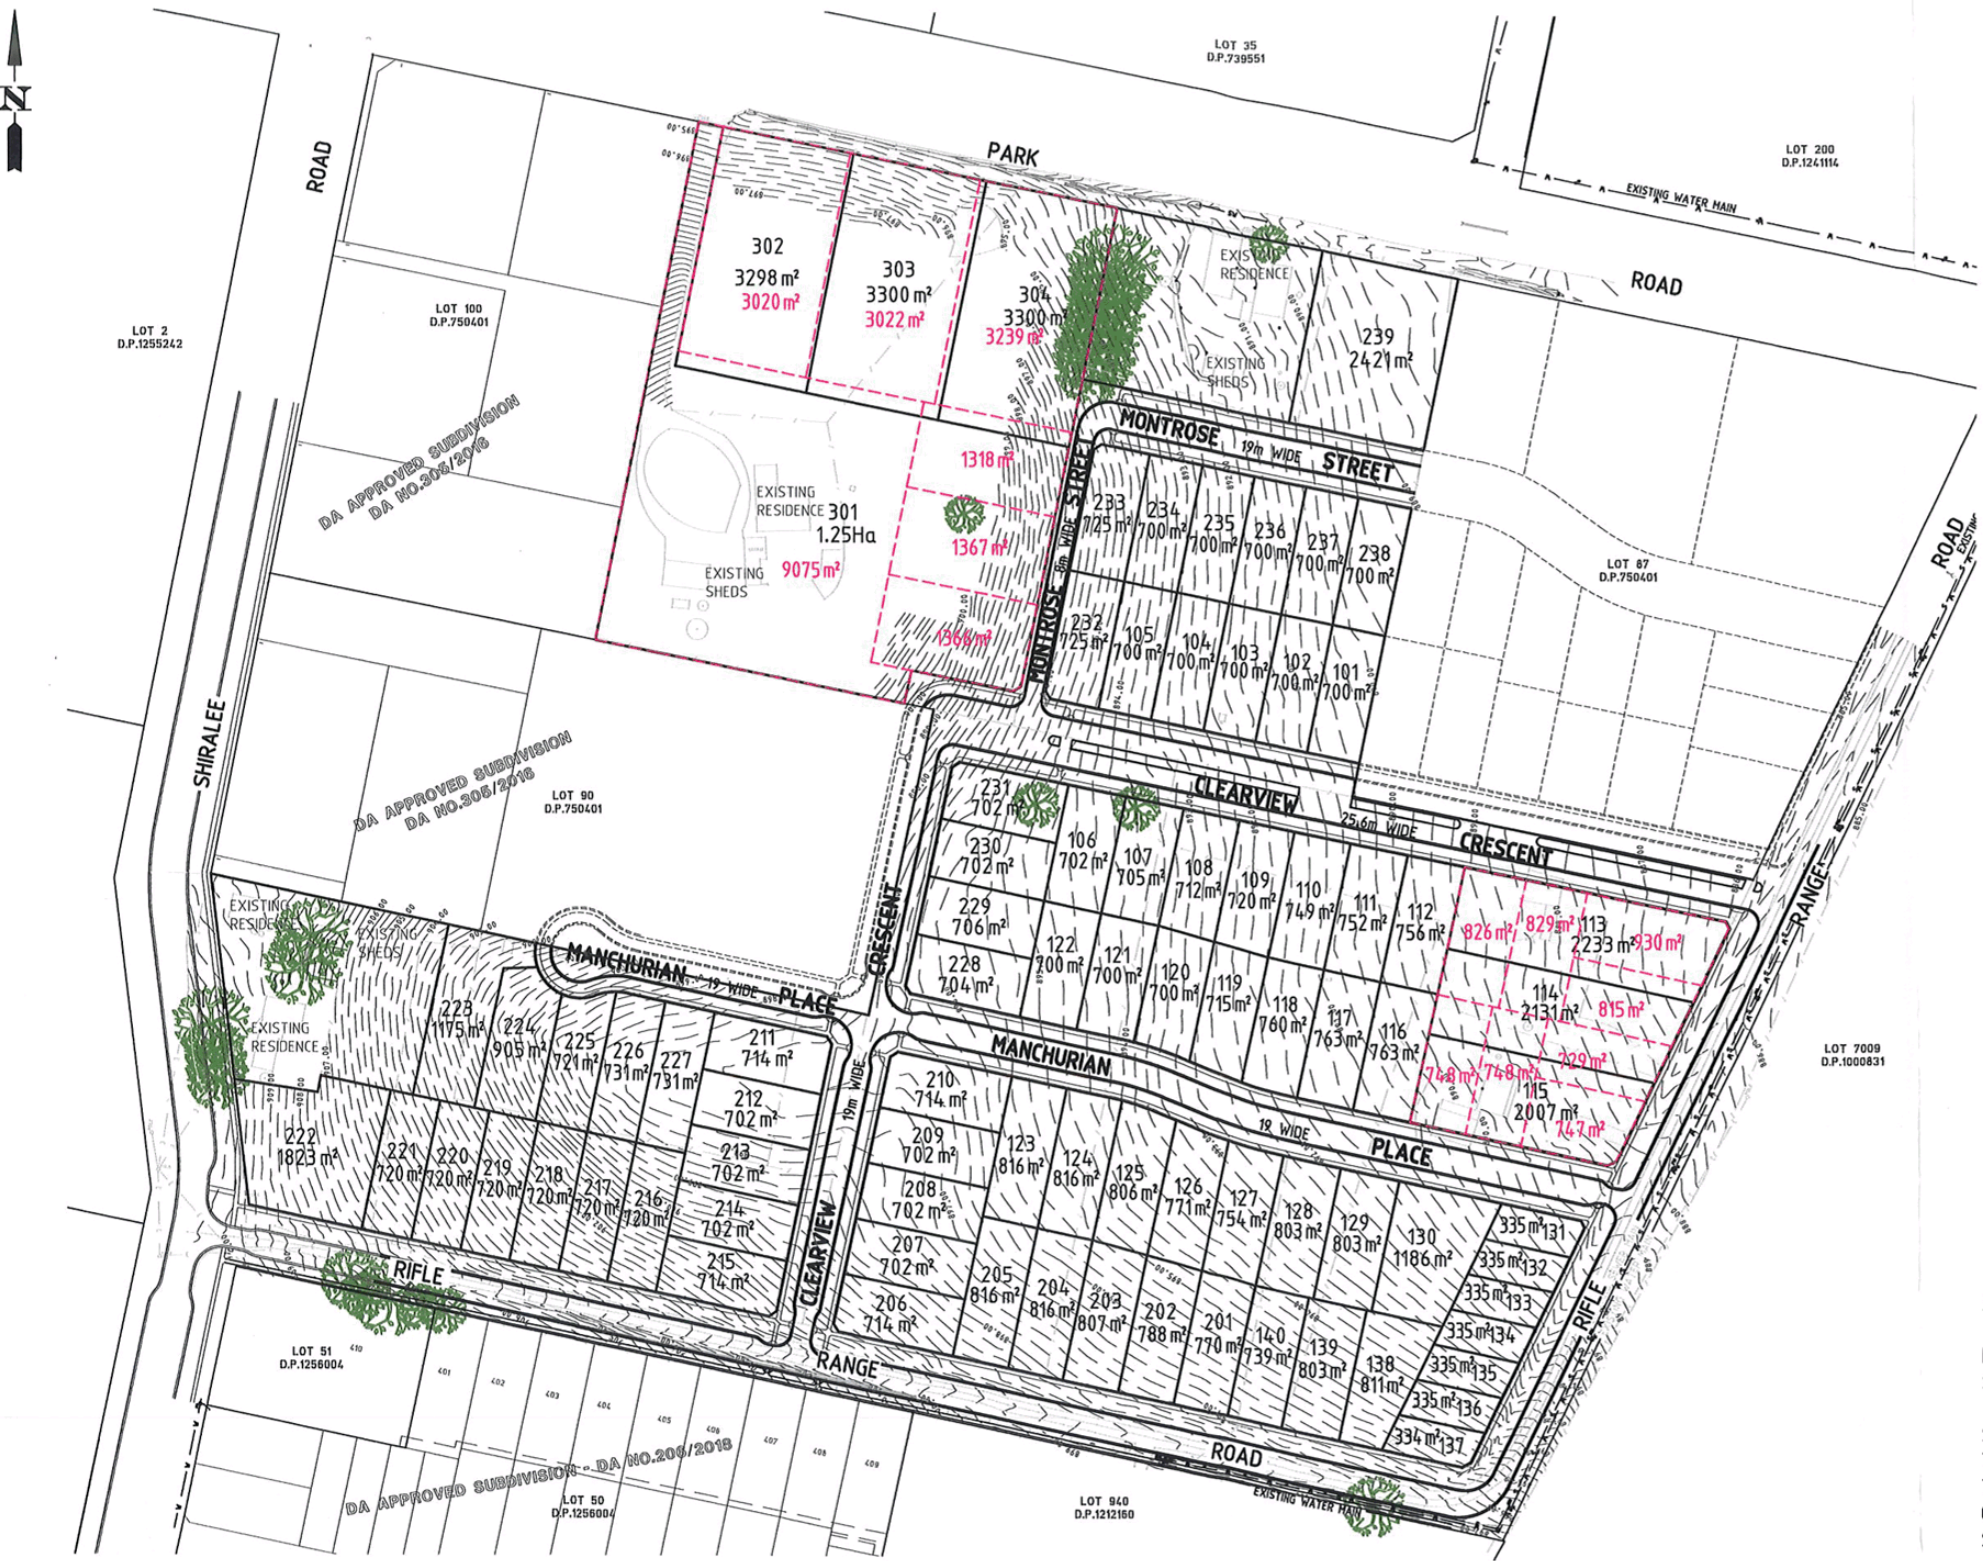 N
LOT 35
D.P.739551
LOT 200
D.P.1241114
EXISTING WATER MAIN
PARK
ROAD
ROAD
LOT 2
D.P.1255242
LOT 100
D.P.750401
DA APPROVED SUBDIVISION
DA NO.305/2016
302
3298 m²
3020 m²
303
3300 m²
3022 m²
304
3300 m²
3239 m²
EXISTING
RESIDENCE
EXISTING
SHEDS
239
2421 m²
MONTROSE 19m WIDE STREET
1318 m²
1367 m²
1366 m²
EXISTING
RESIDENCE
301
1.25Ha
9075 m²
EXISTING
SHEDS
MONTROSE 8m WIDE STREE
233
725 m²
234
700 m²
235
700 m²
236
700 m²
237
700 m²
238
700 m²
232
725 m²
105
700 m²
104
700 m²
103
700 m²
102
700 m²
101
700 m²
LOT 87
D.P.750401
ROAD
SHIRALEE
DA APPROVED SUBDIVISION
DA NO.305/2016
LOT 90
D.P.750401
CLEARVIEW
25.6m WIDE
CRESCENT
RANGE
231
702 m²
230
702 m²
229
706 m²
228
704 m²
106
702 m²
107
705 m²
108
712 m²
109
720 m²
110
749 m²
111
752 m²
112
756 m²
826 m²
829 m²
113
2233 m²
930 m²
114
2131 m²
815 m²
729 m²
748 m²
748 m²
115
2007 m²
747 m²
122
700 m²
121
700 m²
120
700 m²
119
715 m²
118
760 m²
117
763 m²
116
763 m²
LOT 7009
D.P.1000831
EXISTING
RESIDENCE
EXISTING
SHEDS
EXISTING
RESIDENCE
MANCHURIAN 19 WIDE PLACE
CRESCENT
MANCHURIAN
19 WIDE
PLACE
223
1175 m²
224
905 m²
225
721 m²
226
731 m²
227
731 m²
211
714 m²
212
702 m²
213
702 m²
214
702 m²
215
714 m²
222
1823 m²
221
720 m²
220
720 m²
219
720 m²
218
720 m²
217
720 m²
216
720 m²
19m WIDE
CLEARVIEW
210
714 m²
209
702 m²
208
702 m²
207
702 m²
206
714 m²
123
816 m²
124
816 m²
125
806 m²
126
771 m²
127
754 m²
128
803 m²
129
803 m²
130
1186 m²
335 m² 131
335 m² 132
335 m² 133
335 m² 134
335 m² 135
335 m² 136
334 m² 137
205
816 m²
204
816 m²
203
807 m²
202
788 m²
201
770 m²
140
739 m²
139
803 m²
138
811 m²
RIFLE
RIFLE
RANGE
ROAD
EXISTING WATER MAIN
LOT 51
D.P.1256004
410
401
402
403
404
405
406
407
408
409
DA APPROVED SUBDIVISION - DA NO.206/2018
LOT 50
D.P.1256004
LOT 940
D.P.1212160